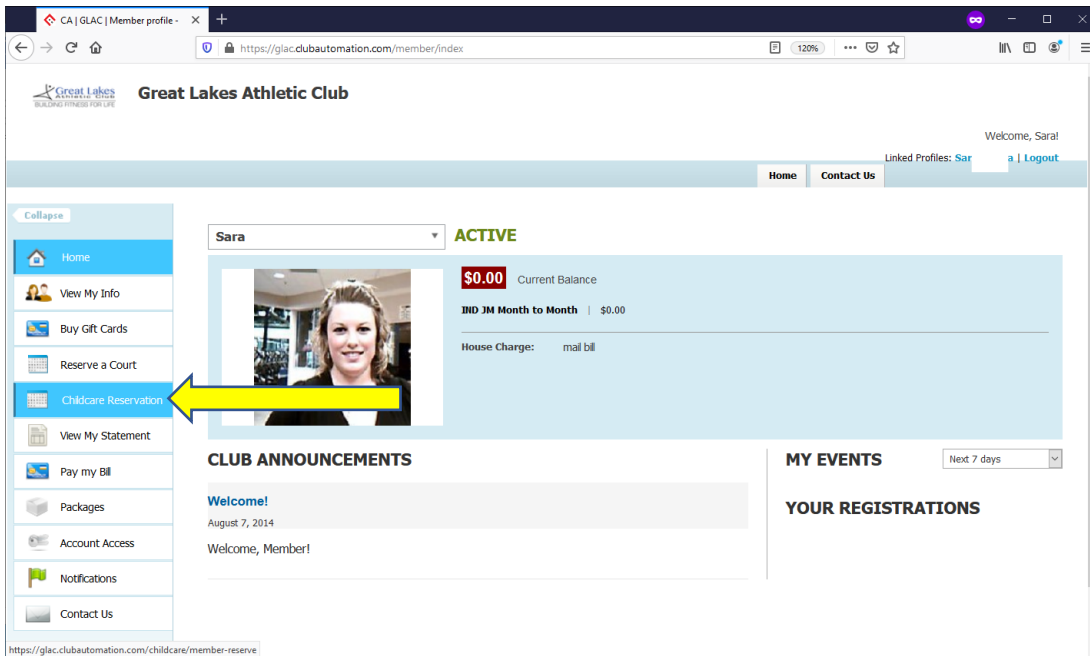 CA | GLAC | Member profile -
https://glac.clubautomation.com/member/index
120%
Great Lakes
Athletic Club
BUILDING FITNESS FOR LIFE
Great Lakes Athletic Club
Welcome, Sara!
Linked Profiles: Sar a | Logout
Home Contact Us
Collapse
Home
View My Info
Buy Gift Cards
Reserve a Court
Childcare Reservation
View My Statement
Pay my Bill
Packages
Account Access
Notifications
Contact Us
Sara ACTIVE
$0.00 Current Balance
IND JM Month to Month | $0.00
House Charge: mail bill
CLUB ANNOUNCEMENTS
Welcome!
August 7, 2014
Welcome, Member!
MY EVENTS Next 7 days
YOUR REGISTRATIONS
https://glac.clubautomation.com/childcare/member-reserve